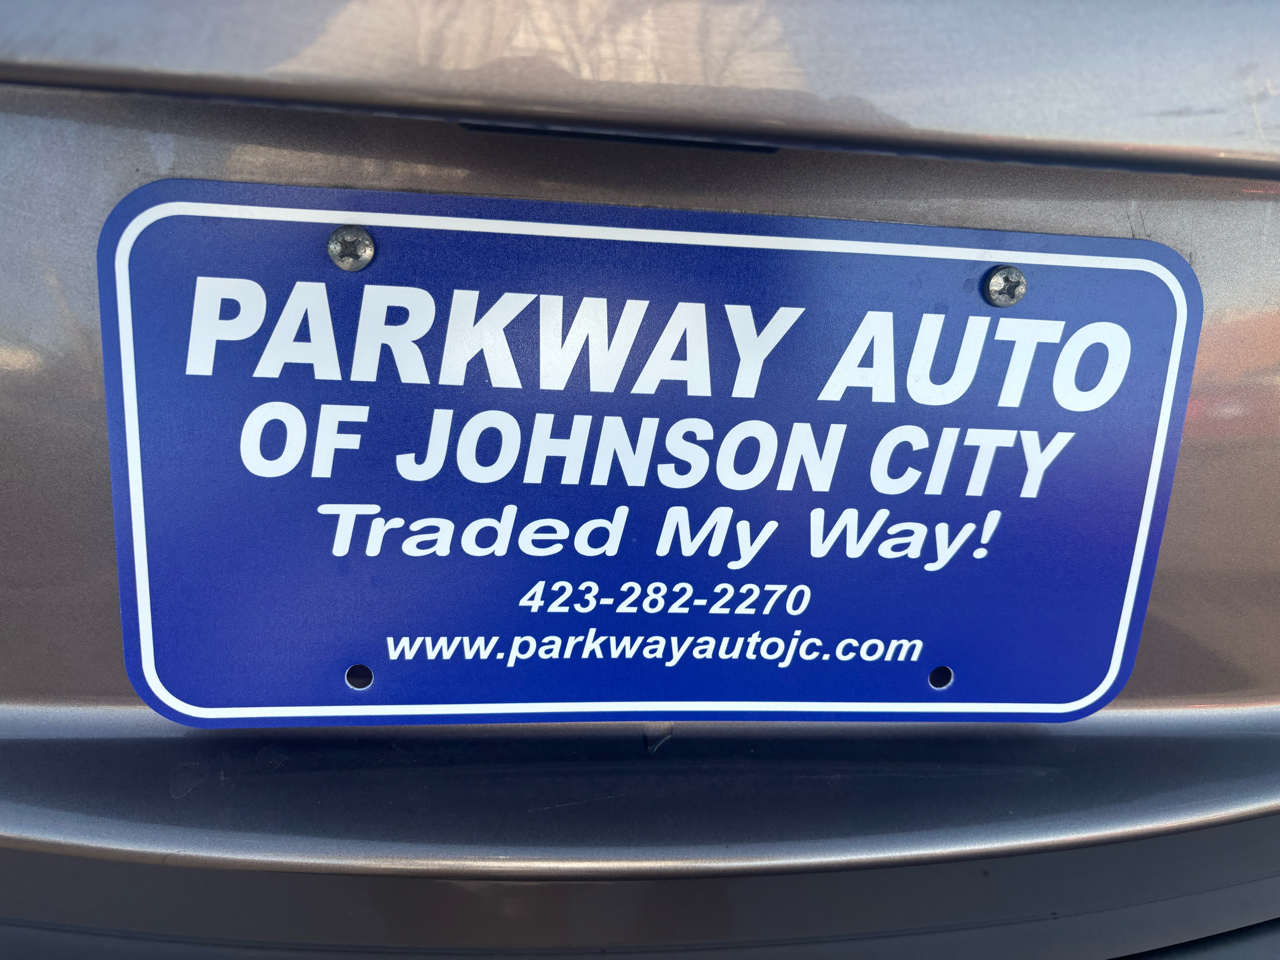 PARKWAY AUTO
OF JOHNSON CITY
Traded My Way!
423-282-2270
www.parkwayautojc.com